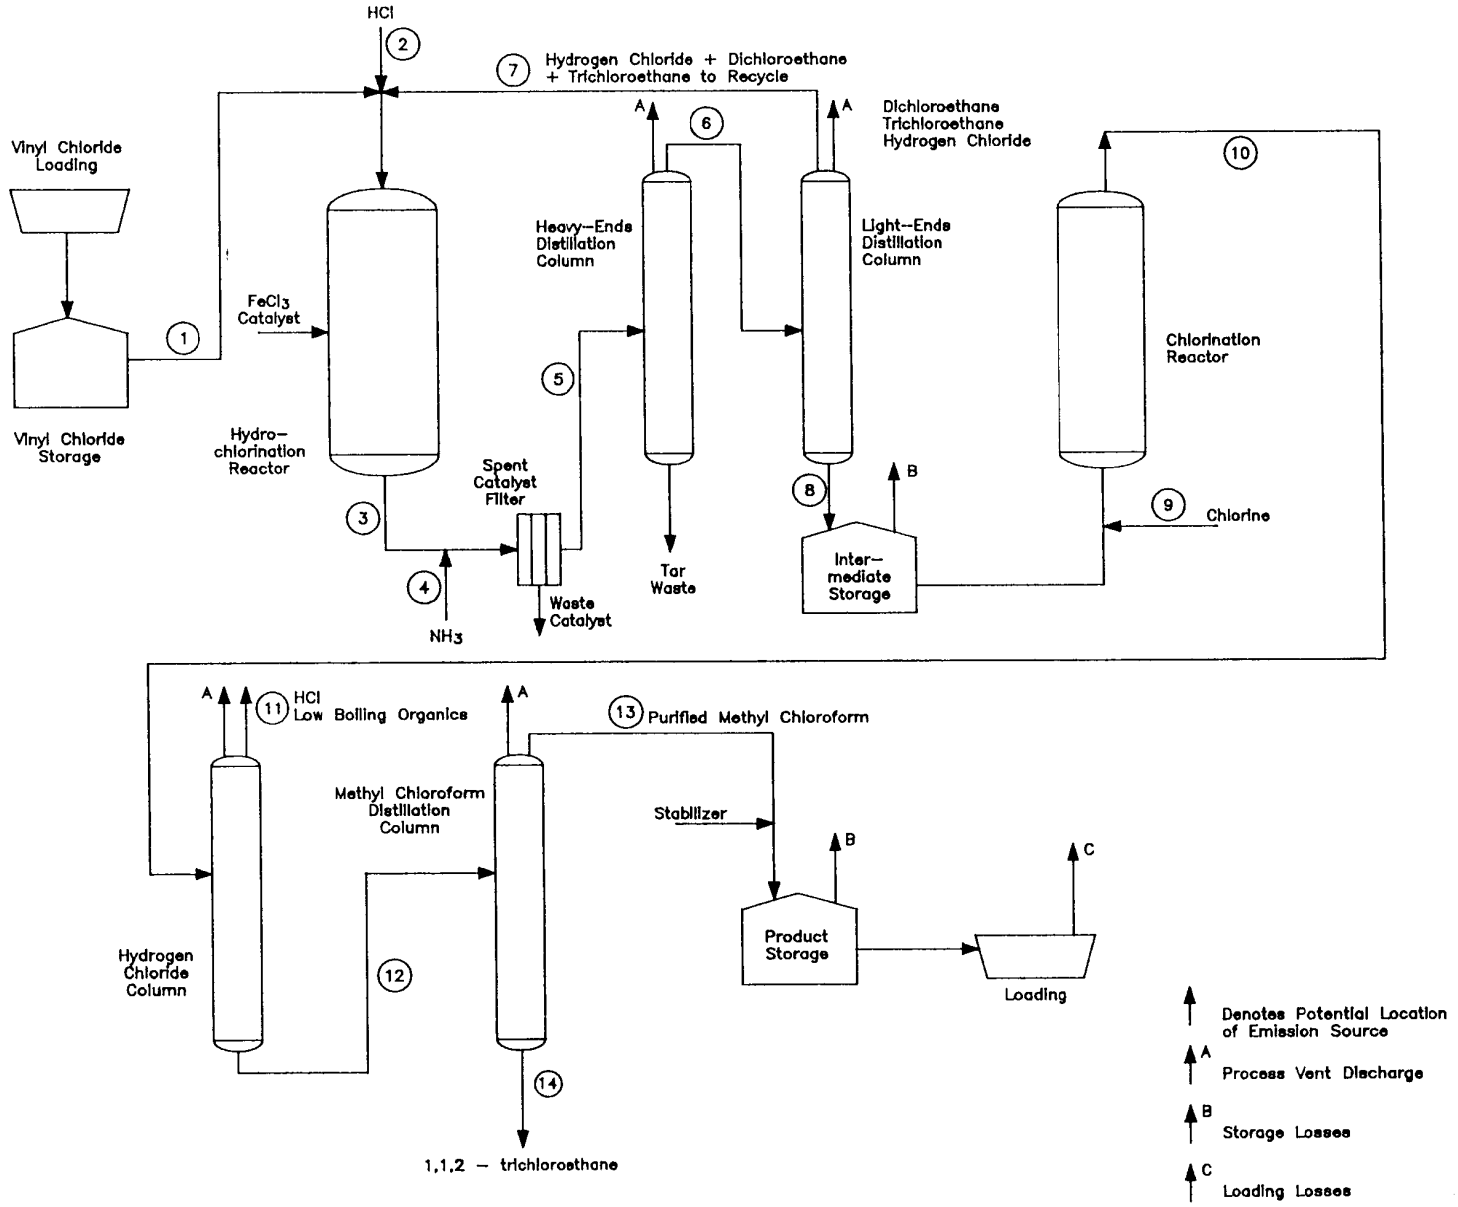 HCl
2
7
Hydrogen Chloride + Dichloroethane
+ Trichloroethane to Recycle
A
6
A
Dichloroethane
Trichloroethane
Hydrogen Chloride
10
Vinyl Chloride
Loading
Heavy-Ends
Distillation
Column
Light-Ends
Distillation
Column
FeCl3
Catalyst
1
Chlorination
Reactor
5
Vinyl Chloride
Storage
Hydro-
chlorination
Reactor
Spent
Catalyst
Filter
3
8
B
9
Chlorine
4
NH3
Waste
Catalyst
Tar
Waste
Inter-
mediate
Storage
A
11
HCl
Low Boiling Organics
A
13
Purified Methyl Chloroform
Methyl Chloroform
Distillation
Column
Stabilizer
B
C
Hydrogen
Chloride
Column
12
Product
Storage
Loading
14
1,1,2 - trichloroethane
Denotes Potential Location
of Emission Source
A
Process Vent Discharge
B
Storage Losses
C
Loading Losses